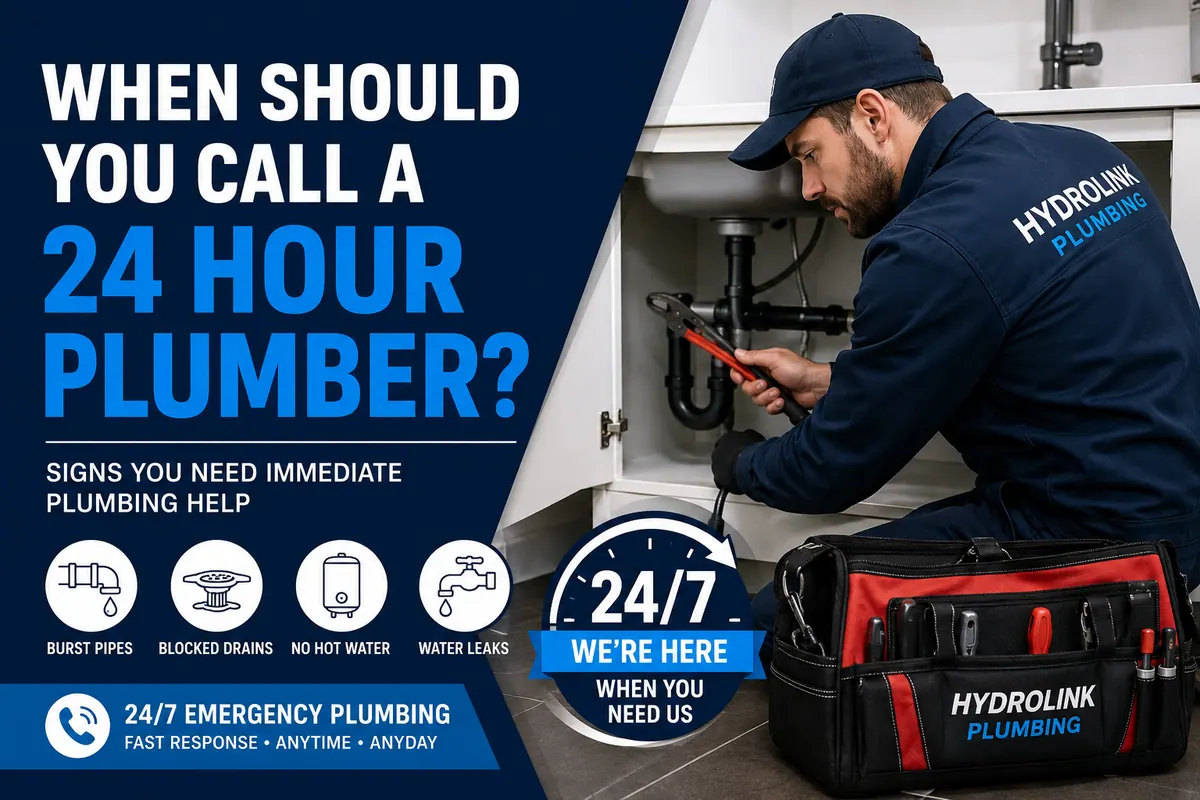 WHEN SHOULD
YOU CALL A
24 HOUR
PLUMBER?
SIGNS YOU NEED IMMEDIATE
PLUMBING HELP
BURST PIPES
BLOCKED DRAINS
NO HOT WATER
WATER LEAKS
24/7 EMERGENCY PLUMBING
FAST RESPONSE • ANYTIME • ANYDAY
24/7
WE'RE HERE
WHEN YOU
NEED US
HYDROLINK
PLUMBING
HYDROLINK
PLUMBING